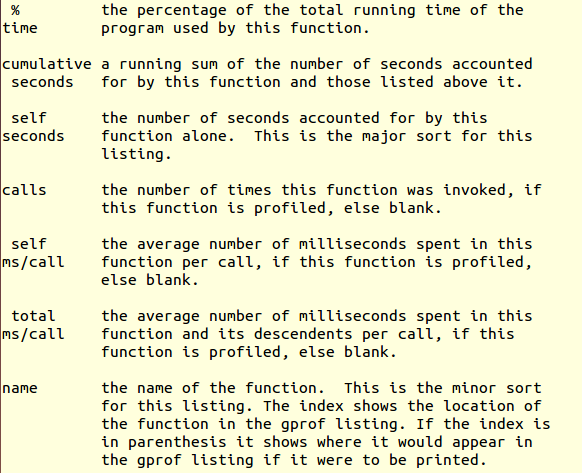 %         the percentage of the total running time of the
time       program used by this function.

cumulative a running sum of the number of seconds accounted
 seconds   for by this function and those listed above it.

 self      the number of seconds accounted for by this
seconds    function alone.  This is the major sort for this
           listing.

calls      the number of times this function was invoked, if
           this function is profiled, else blank.

 self      the average number of milliseconds spent in this
ms/call    function per call, if this function is profiled,
           else blank.

 total     the average number of milliseconds spent in this
ms/call    function and its descendents per call, if this
           function is profiled, else blank.

name       the name of the function.  This is the minor sort
           for this listing. The index shows the location of
           the function in the gprof listing. If the index is
           in parenthesis it shows where it would appear in
           the gprof listing if it were to be printed.